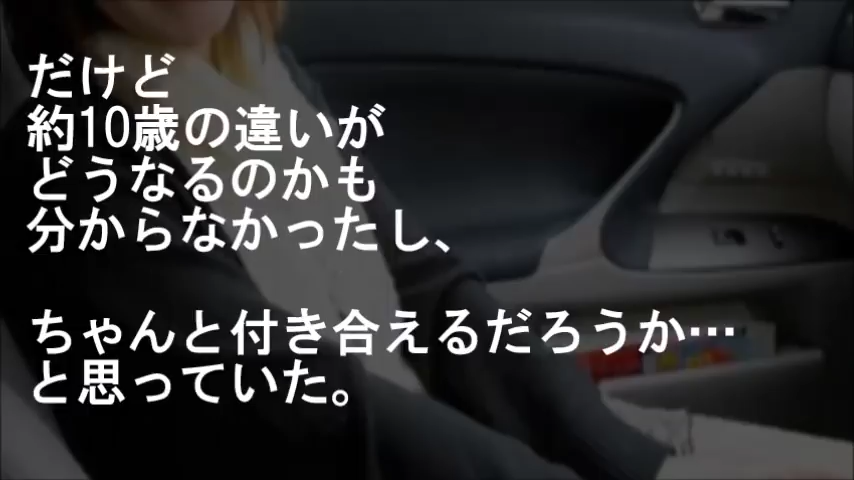 だけど
約10歳の違いが
どうなるのかも
分からなかったし、
ちゃんと付き合えるだろうか…
と思っていた。